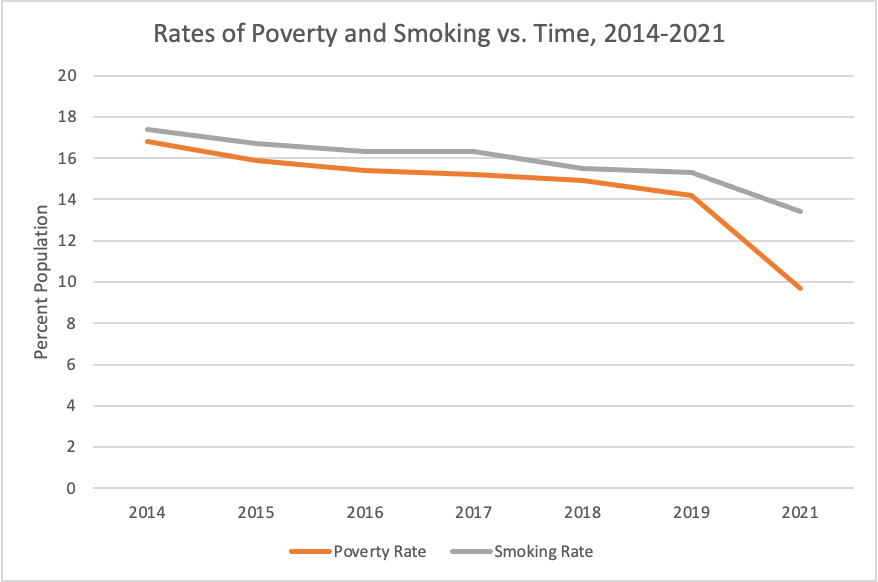 Rates of Poverty and Smoking vs. Time, 2014-2021
Percent Population
20
18
16
14
12
10
8
6
4
2
0
2014 2015 2016 2017 2018 2019 2021
Poverty Rate Smoking Rate